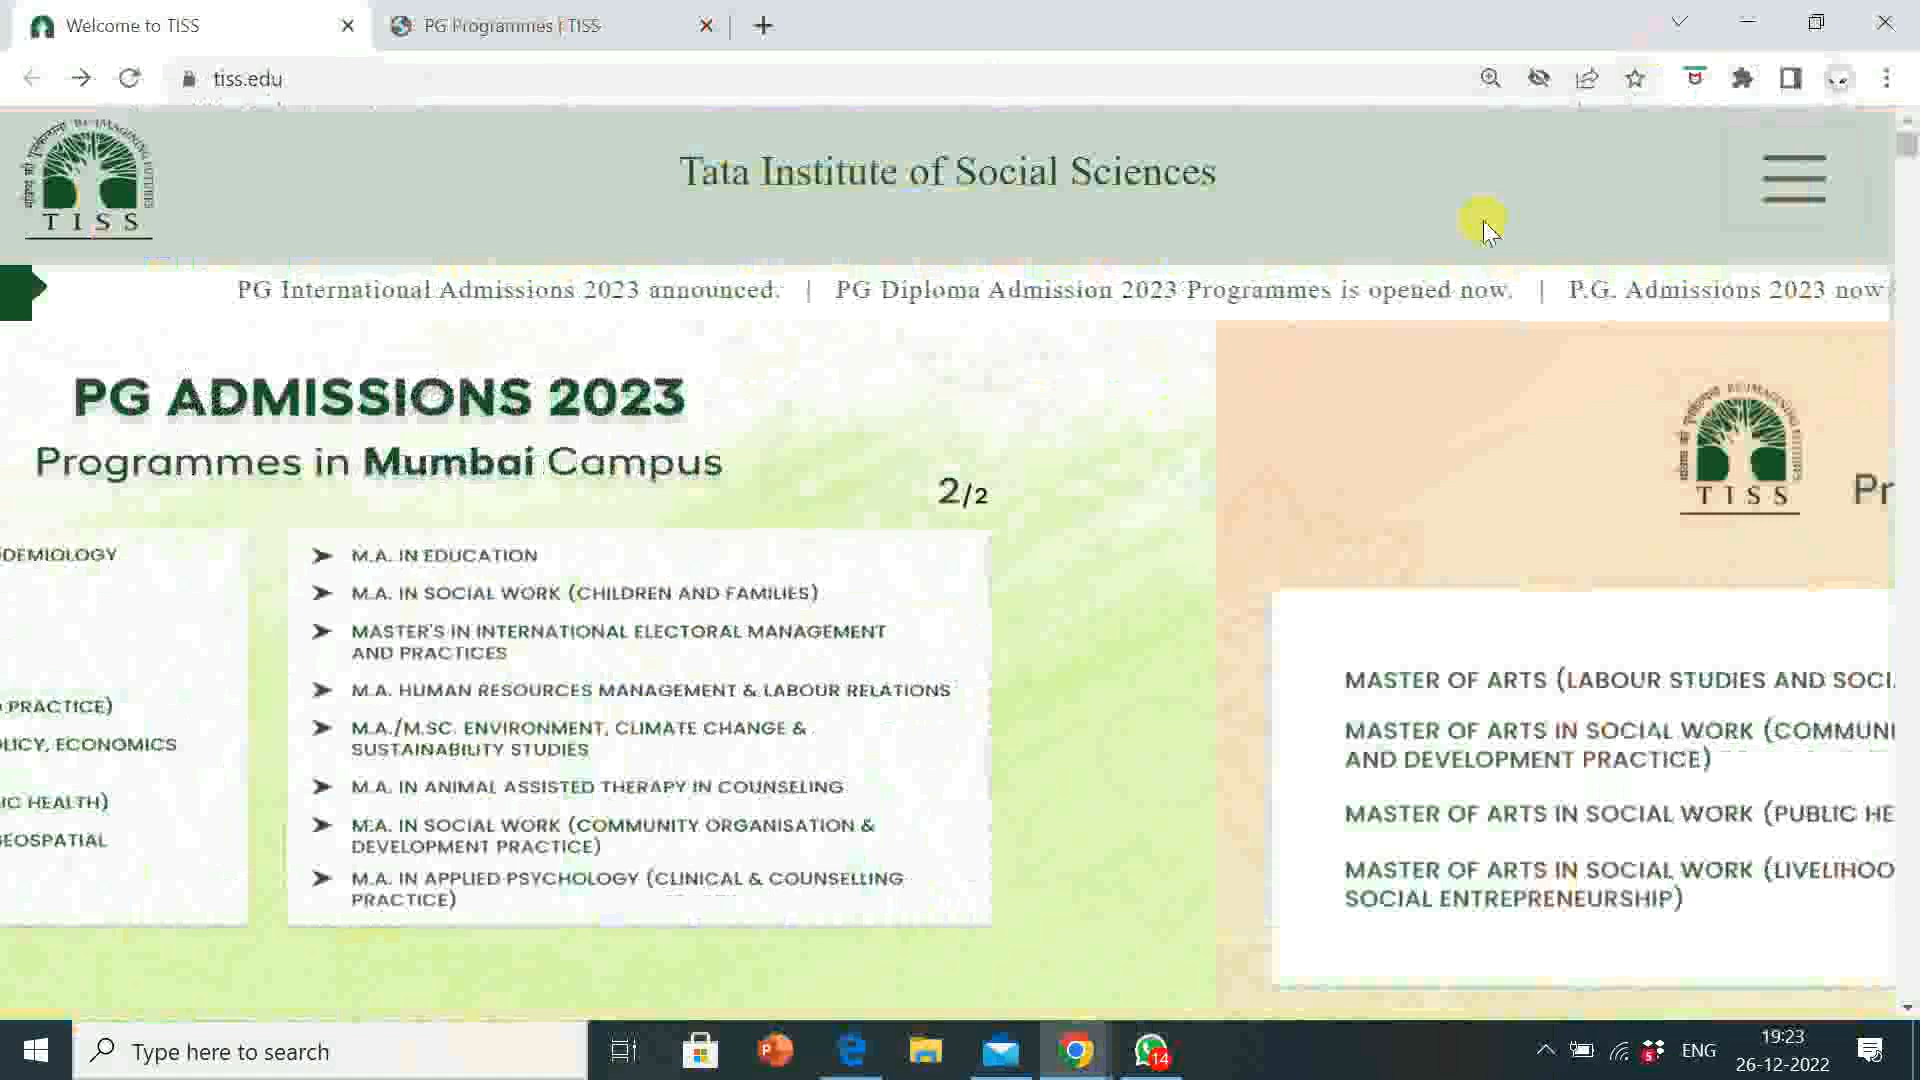 Welcome to TISS
PG Programmes | TISS
tiss.edu
TISS
Tata Institute of Social Sciences
PG International Admissions 2023 announced. | PG Diploma Admission 2023 Programmes is opened now. | P.G. Admissions 2023 now
PG ADMISSIONS 2023
Programmes in Mumbai Campus
2/2
DEMIOLOGY
PRACTICE)
LICY, ECONOMICS
IC HEALTH)
EOSPATIAL
M.A. IN EDUCATION
M.A. IN SOCIAL WORK (CHILDREN AND FAMILIES)
MASTER'S IN INTERNATIONAL ELECTORAL MANAGEMENT
AND PRACTICES
M.A. HUMAN RESOURCES MANAGEMENT & LABOUR RELATIONS
M.A./M.SC. ENVIRONMENT, CLIMATE CHANGE &
SUSTAINABILITY STUDIES
M.A. IN ANIMAL ASSISTED THERAPY IN COUNSELING
M.A. IN SOCIAL WORK (COMMUNITY ORGANISATION &
DEVELOPMENT PRACTICE)
M.A. IN APPLIED PSYCHOLOGY (CLINICAL & COUNSELLING
PRACTICE)
TISS
Pr
MASTER OF ARTS (LABOUR STUDIES AND SOCI
MASTER OF ARTS IN SOCIAL WORK (COMMUNI
AND DEVELOPMENT PRACTICE)
MASTER OF ARTS IN SOCIAL WORK (PUBLIC HE
MASTER OF ARTS IN SOCIAL WORK (LIVELIHOO
SOCIAL ENTREPRENEURSHIP)
Type here to search
14
5
ENG
19:23
26-12-2022